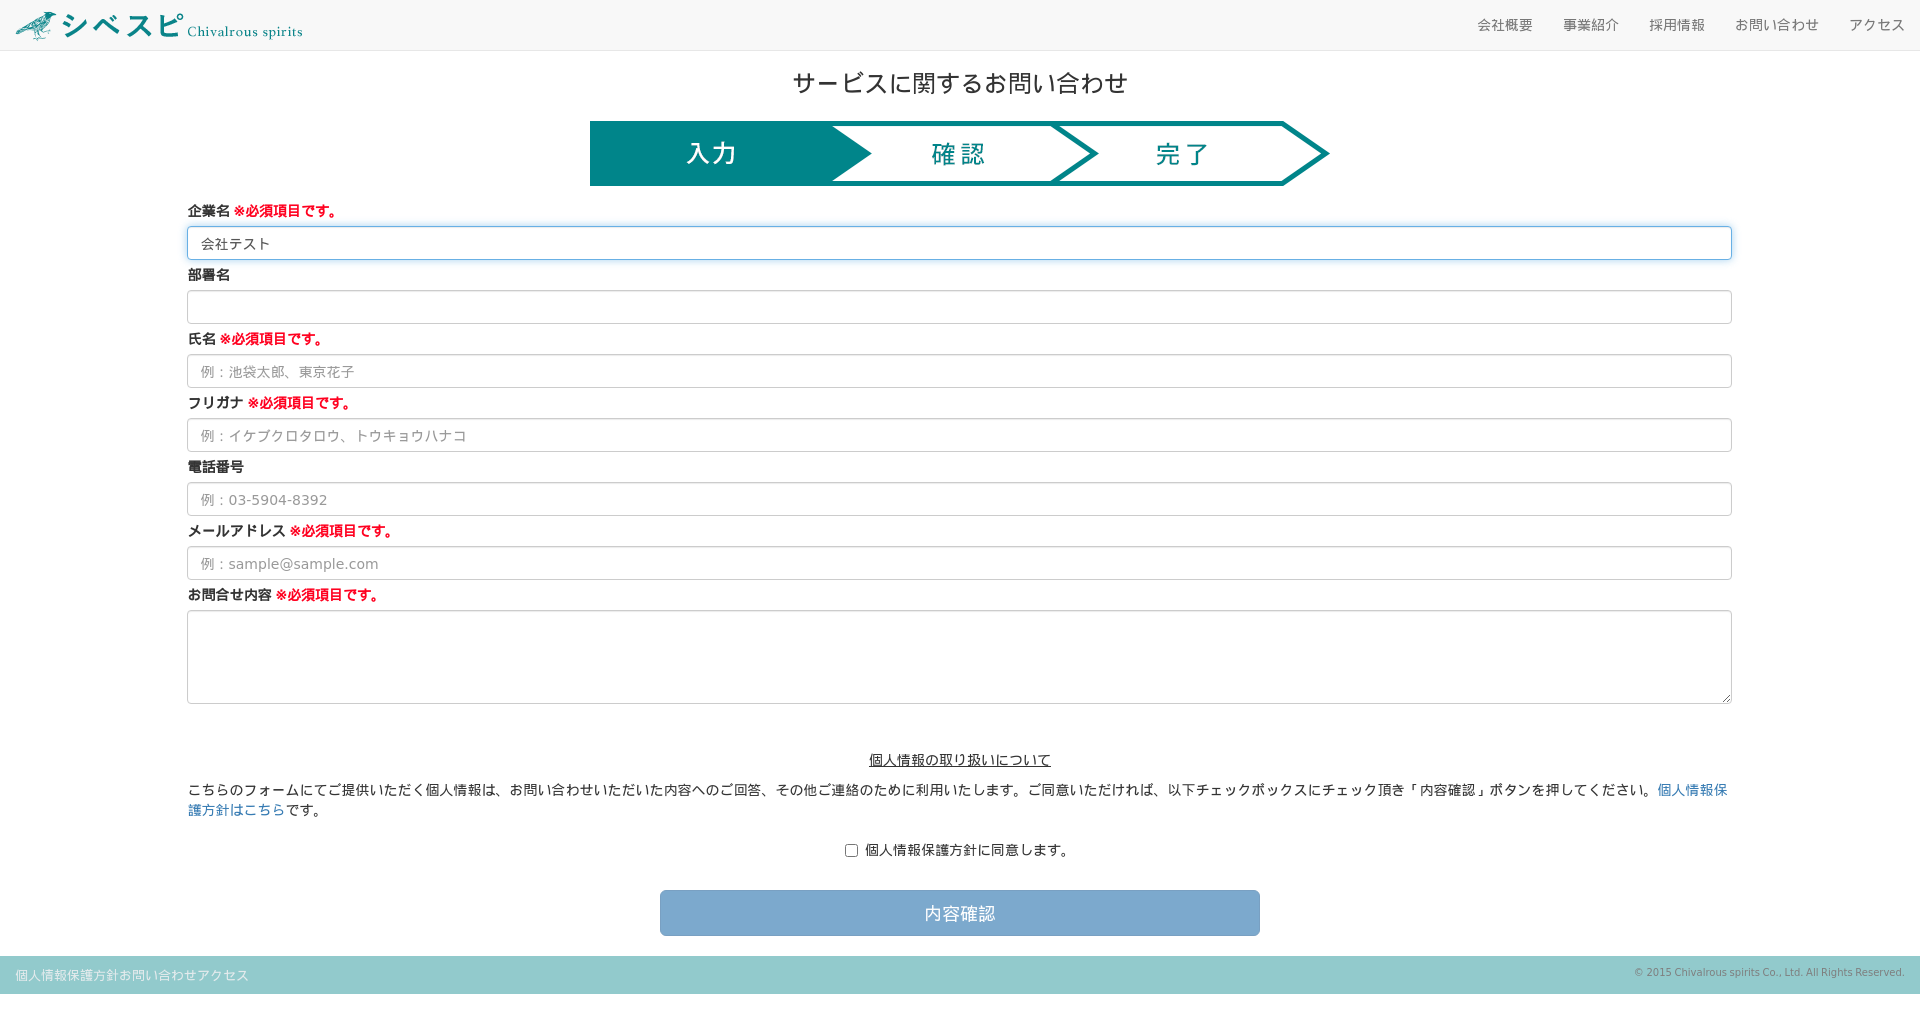 シベスピ Chivalrous spirits
会社概要 事業紹介 採用情報 お問い合わせ アクセス
サービスに関するお問い合わせ
入力 確認 完了
企業名 ※必須項目です。
会社テスト
部署名
氏名 ※必須項目です。
例：池袋太郎、東京花子
フリガナ ※必須項目です。
例：イケブクロタロウ、トウキョウハナコ
電話番号
例：03-5904-8392
メールアドレス ※必須項目です。
例：sample@sample.com
お問合せ内容 ※必須項目です。
個人情報の取り扱いについて
こちらのフォームにてご提供いただく個人情報は、お問い合わせいただいた内容へのご回答、その他ご連絡のために利用いたします。ご同意いただければ、以下チェックボックスにチェック頂き「内容確認」ボタンを押してください。個人情報保
護方針はこちらです。
個人情報保護方針に同意します。
内容確認
個人情報保護方針お問い合わせアクセス
© 2015 Chivalrous spirits Co., Ltd. All Rights Reserved.